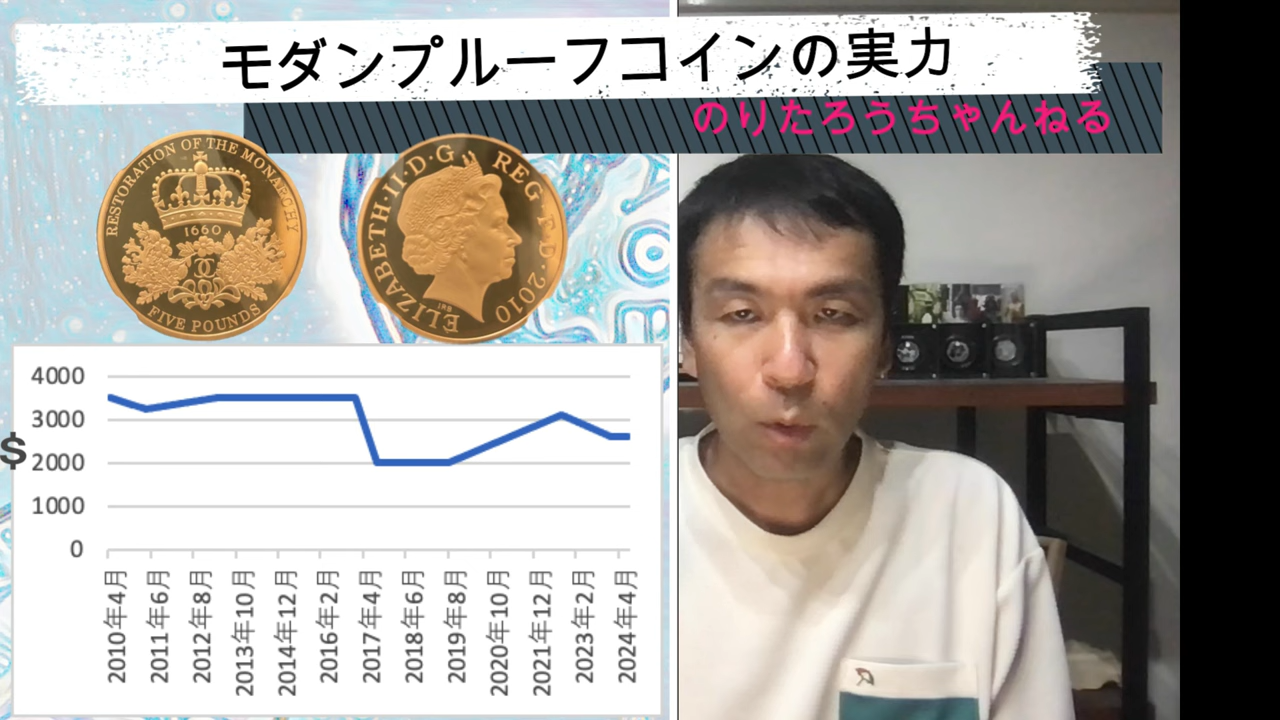 モダンプルーフコインの実力
のりたろうちゃんねる
RESTORATION OF THE MONARCHY
1660
FIVE POUNDS
ELIZABETH·II·D·G REG F·D·2010
IRB
$
4000
3000
2000
1000
0
2010年4月
2011年6月
2012年8月
2013年10月
2014年12月
2016年2月
2017年4月
2018年6月
2019年8月
2020年10月
2021年12月
2023年2月
2024年4月